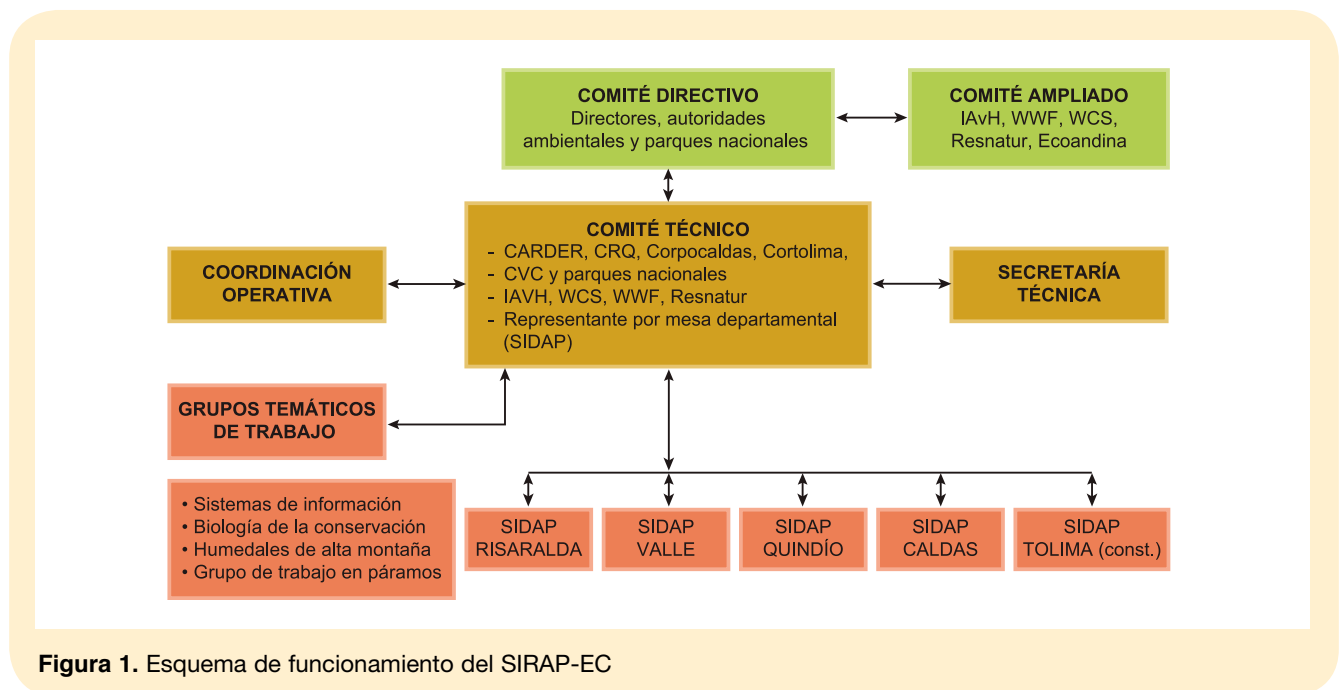 COMITÉ DIRECTIVO
Directores, autoridades
ambientales y parques nacionales
COMITÉ AMPLIADO
IAvH, WWF, WCS,
Resnatur, Ecoandina
COORDINACIÓN
OPERATIVA
COMITÉ TÉCNICO
- CARDER, CRQ, Corpocaldas, Cortolima,
- CVC y parques nacionales
- IAVH, WCS, WWF, Resnatur
- Representante por mesa departamental
(SIDAP)
SECRETARÍA
TÉCNICA
GRUPOS TEMÁTICOS
DE TRABAJO
• Sistemas de información
• Biología de la conservación
• Humedales de alta montaña
• Grupo de trabajo en páramos
SIDAP
RISARALDA
SIDAP
VALLE
SIDAP
QUINDÍO
SIDAP
CALDAS
SIDAP
TOLIMA (const.)
Figura 1. Esquema de funcionamiento del SIRAP-EC